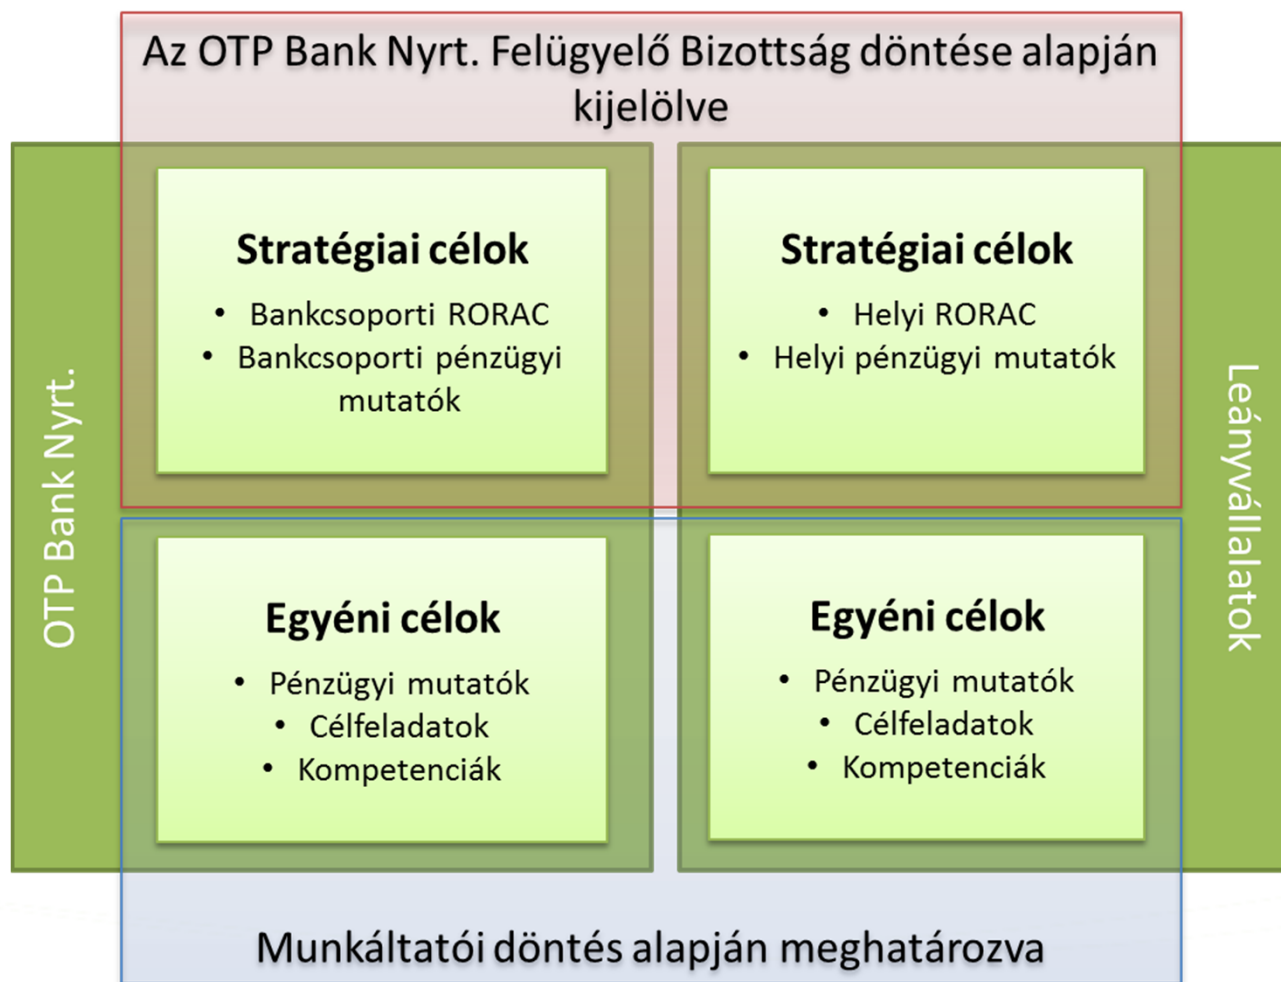 Az OTP Bank Nyrt. Felügyelő Bizottság döntése alapján
kijelölve
OTP Bank Nyrt.
Stratégiai célok
• Bankcsoporti RORAC
• Bankcsoporti pénzügyi
mutatók
Stratégiai célok
• Helyi RORAC
• Helyi pénzügyi mutatók
Leányvállalatok
Egyéni célok
• Pénzügyi mutatók
• Célfeladatok
• Kompetenciák
Egyéni célok
• Pénzügyi mutatók
• Célfeladatok
• Kompetenciák
Munkáltatói döntés alapján meghatározva